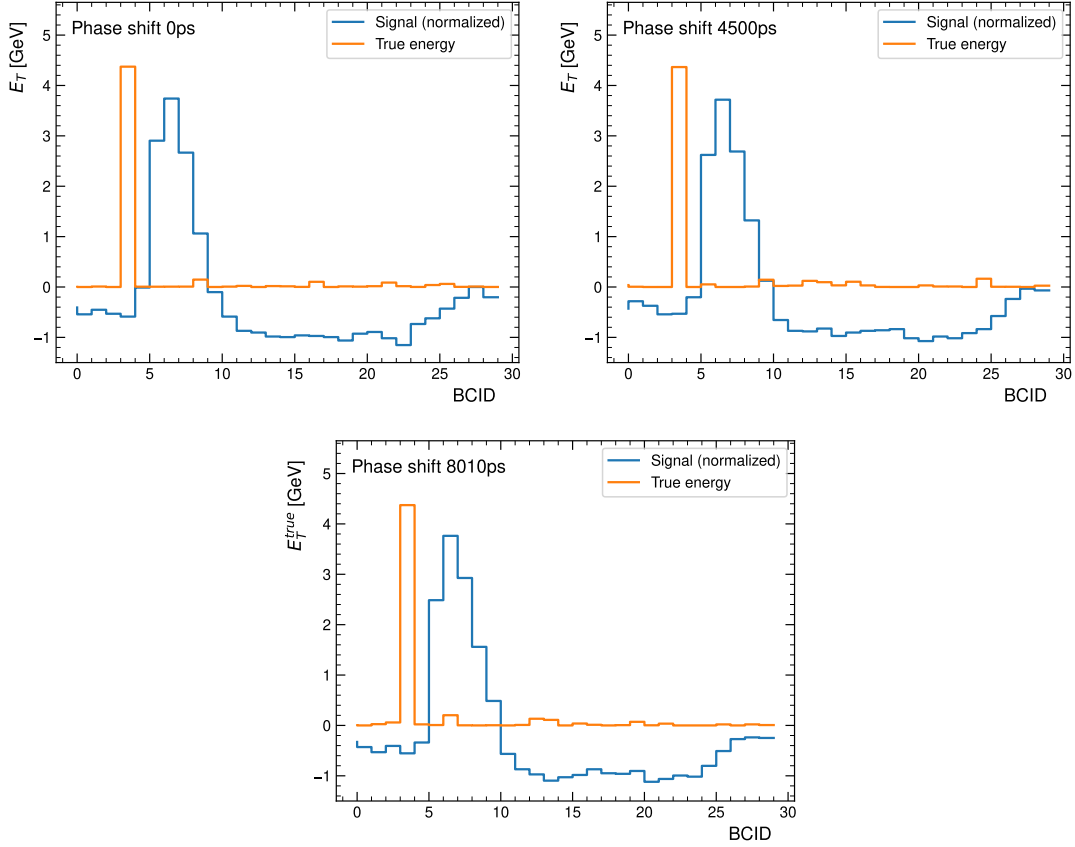 Phase shift 0ps
Signal (normalized)
True energy
E_T [GeV]
5
4
3
2
1
0
−1
0 5 10 15 20 25 30
BCID
Phase shift 4500ps
Signal (normalized)
True energy
E_T [GeV]
5
4
3
2
1
0
−1
0 5 10 15 20 25 30
BCID
Phase shift 8010ps
Signal (normalized)
True energy
E_T^{true} [GeV]
5
4
3
2
1
0
−1
0 5 10 15 20 25 30
BCID